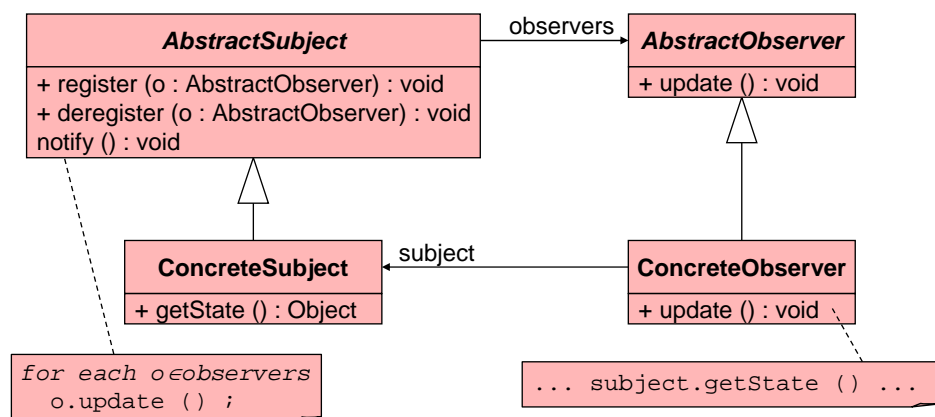 AbstractSubject
+ register (o : AbstractObserver) : void
+ deregister (o : AbstractObserver) : void
notify () : void
observers
AbstractObserver
+ update () : void
ConcreteSubject
+ getState () : Object
subject
ConcreteObserver
+ update () : void
for each o∈observers
o.update () ;
... subject.getState () ...